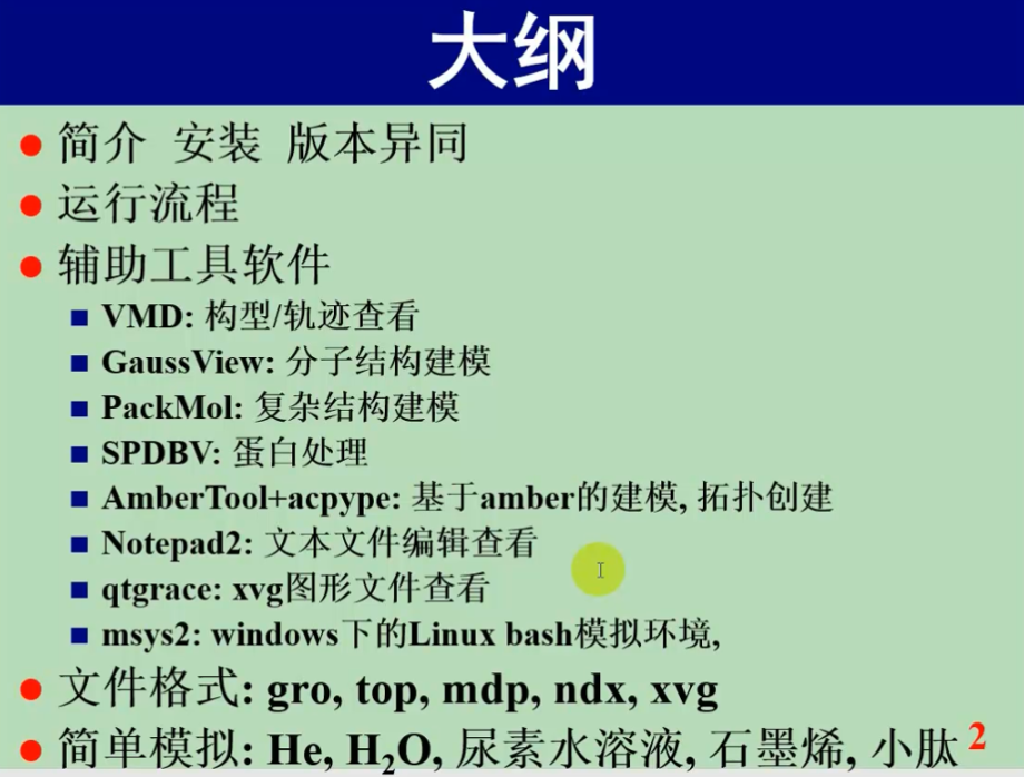 大纲
简介 安装 版本异同
运行流程
辅助工具软件
VMD: 构型/轨迹查看
GaussView: 分子结构建模
PackMol: 复杂结构建模
SPDBV: 蛋白处理
AmberTool+acpype: 基于amber的建模, 拓扑创建
Notepad2: 文本文件编辑查看
qtgrace: xvg图形文件查看
msys2: windows下的Linux bash模拟环境,
文件格式: gro, top, mdp, ndx, xvg
简单模拟: He, H₂O, 尿素水溶液, 石墨烯, 小肽
2